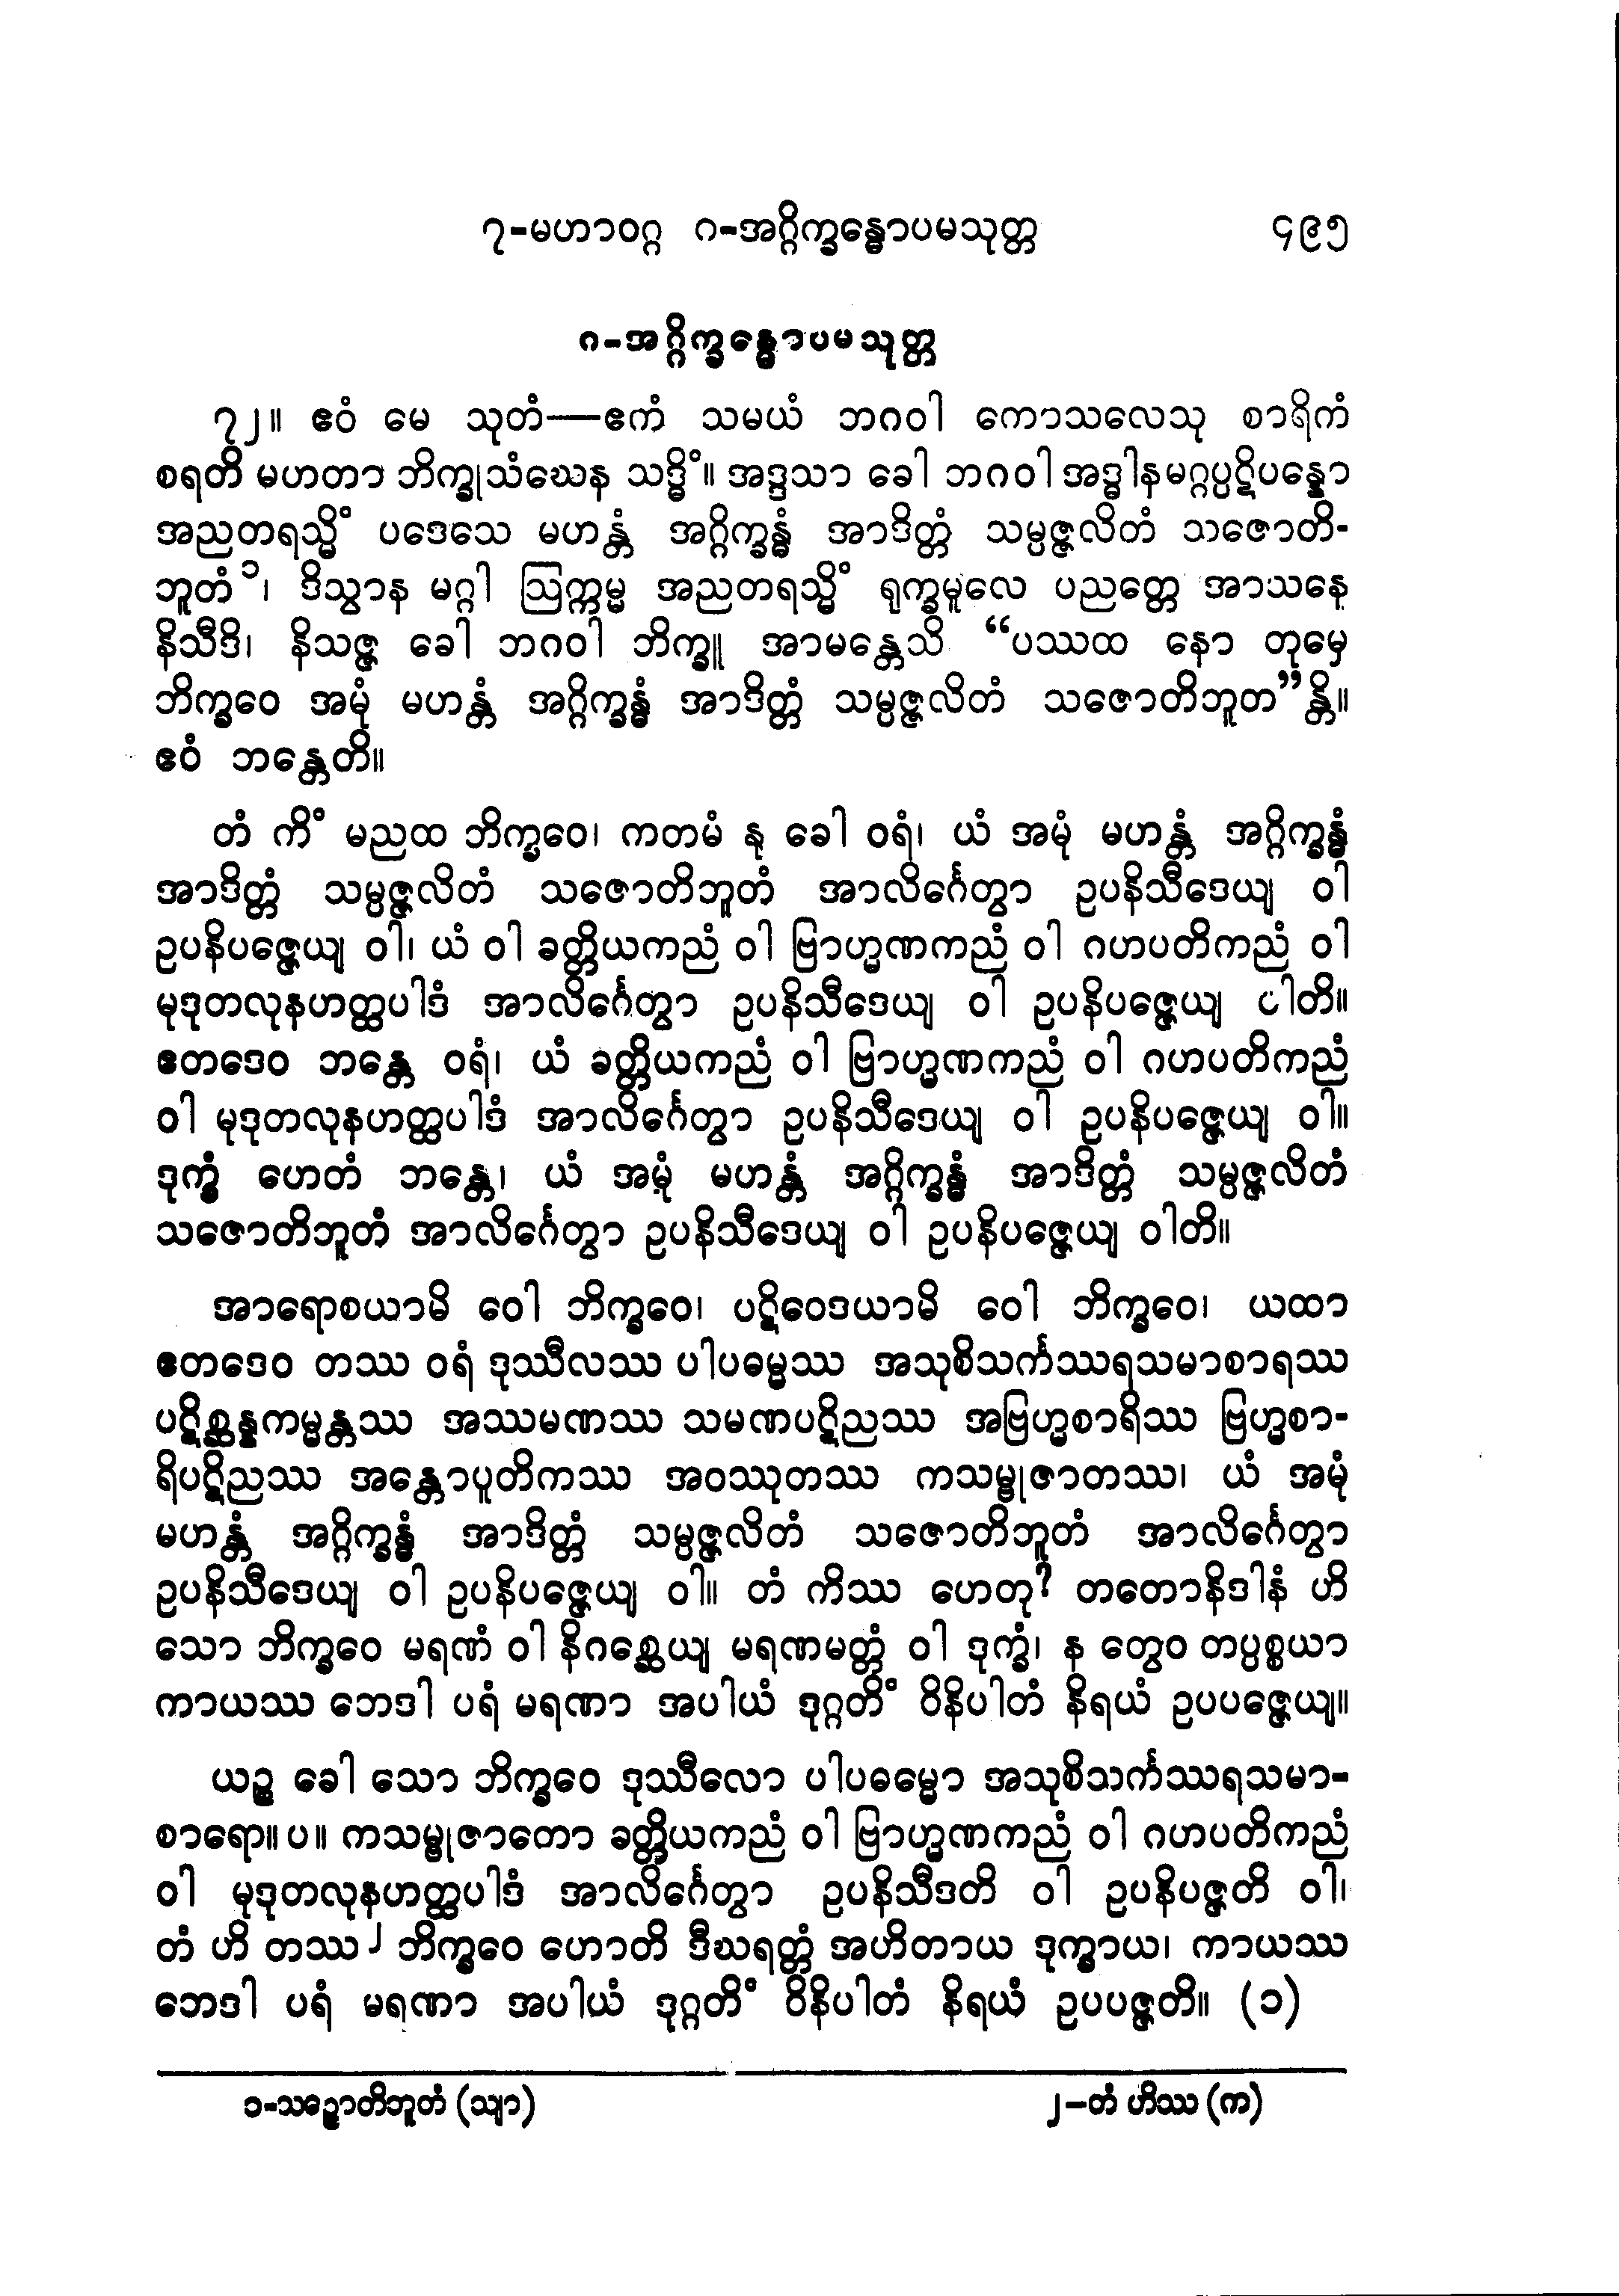 ၇-မဟာဝဂ္ဂ ဂ-အဂ္ဂိက္ခန္ဓောပမသုတ္တ ၄၉၅
ဂ-အဂ္ဂိက္ခန္ဓောပမသုတ္တ
၇၂။ ဧဝံ မေ သုတံ—ဧကံ သမယံ ဘဂဝါ ကောသလေသု စာရိကံ
စရတိ မဟတာ ဘိက္ခုသံဃေန သဒ္ဓိံ။ အဒ္ဒသာ ခေါ ဘဂဝါ အဒ္ဓါနမဂ္ဂပ္ပဋိပန္နော
အညတရသ္မိံ ပဒေသေ မဟန္တံ အဂ္ဂိက္ခန္ဓံ အာဒိတ္တံ သမ္ပဇ္ဇလိတံ သဇောတိ-
ဘူတံ၁၊ ဒိသွာန မဂ္ဂါ ဩက္ကမ္မ အညတရသ္မိံ ရုက္ခမူလေ ပညတ္တေ အာသနေ
နိသီဒိ၊ နိသဇ္ဇ ခေါ ဘဂဝါ ဘိက္ခူ အာမန္တေသိ “ပဿထ နော တုမှေ
ဘိက္ခဝေ အမုံ မဟန္တံ အဂ္ဂိက္ခန္ဓံ အာဒိတ္တံ သမ္ပဇ္ဇလိတံ သဇောတိဘူတ”န္တိ။
ဧဝံ ဘန္တေတိ။
တံ ကိံ မညထ ဘိက္ခဝေ၊ ကတမံ နု ခေါ ဝရံ၊ ယံ အမုံ မဟန္တံ အဂ္ဂိက္ခန္ဓံ
အာဒိတ္တံ သမ္ပဇ္ဇလိတံ သဇောတိဘူတံ အာလိင်္ဂေတွာ ဥပနိသီဒေယျ ဝါ
ဥပနိပဇ္ဇေယျ ဝါ၊ ယံ ဝါ ခတ္တိယကညံ ဝါ ဗြာဟ္မဏကညံ ဝါ ဂဟပတိကညံ ဝါ
မုဒုတလုနဟတ္ထပါဒံ အာလိင်္ဂေတွာ ဥပနိသီဒေယျ ဝါ ဥပနိပဇ္ဇေယျ ဝါတိ။
ဧတဒေဝ ဘန္တေ ဝရံ၊ ယံ ခတ္တိယကညံ ဝါ ဗြာဟ္မဏကညံ ဝါ ဂဟပတိကညံ
ဝါ မုဒုတလုနဟတ္ထပါဒံ အာလိင်္ဂေတွာ ဥပနိသီဒေယျ ဝါ ဥပနိပဇ္ဇေယျ ဝါ။
ဒုက္ခံ ဟေတံ ဘန္တေ၊ ယံ အမုံ မဟန္တံ အဂ္ဂိက္ခန္ဓံ အာဒိတ္တံ သမ္ပဇ္ဇလိတံ
သဇောတိဘူတံ အာလိင်္ဂေတွာ ဥပနိသီဒေယျ ဝါ ဥပနိပဇ္ဇေယျ ဝါတိ။
အာရောစယာမိ ဝေါ ဘိက္ခဝေ၊ ပဋိဝေဒယာမိ ဝေါ ဘိက္ခဝေ၊ ယထာ
ဧတဒေဝ တဿ ဝရံ ဒုဿီလဿ ပါပဓမ္မဿ အသုစိသင်္ကဿရသမာစာရဿ
ပဋိစ္ဆန္နကမ္မန္တဿ အဿမဏဿ သမဏပဋိညဿ အဗြဟ္မစာရိဿ ဗြဟ္မစာ-
ရိပဋိညဿ အန္တောပူတိကဿ အဝဿုတဿ ကသမ္ဗုဇာတဿ၊ ယံ အမုံ
မဟန္တံ အဂ္ဂိက္ခန္ဓံ အာဒိတ္တံ သမ္ပဇ္ဇလိတံ သဇောတိဘူတံ အာလိင်္ဂေတွာ
ဥပနိသီဒေယျ ဝါ ဥပနိပဇ္ဇေယျ ဝါ။ တံ ကိဿ ဟေတု? တတောနိဒါနံ ဟိ
သော ဘိက္ခဝေ မရဏံ ဝါ နိဂစ္ဆေယျ မရဏမတ္တံ ဝါ ဒုက္ခံ၊ န တွေဝ တပ္ပစ္စယာ
ကာယဿ ဘေဒါ ပရံ မရဏာ အပါယံ ဒုဂ္ဂတိံ ဝိနိပါတံ နိရယံ ဥပပဇ္ဇေယျ။
ယဉ္စ ခေါ သော ဘိက္ခဝေ ဒုဿီလော ပါပဓမ္မော အသုစိသင်္ကဿရသမာ-
စာရော။ ပ။ ကသမ္ဗုဇာတော ခတ္တိယကညံ ဝါ ဗြာဟ္မဏကညံ ဝါ ဂဟပတိကညံ
ဝါ မုဒုတလုနဟတ္ထပါဒံ အာလိင်္ဂေတွာ ဥပနိသီဒတိ ဝါ ဥပနိပဇ္ဇတိ ဝါ၊
တံ ဟိ တဿ၂ ဘိက္ခဝေ ဟောတိ ဒီဃရတ္တံ အဟိတာယ ဒုက္ခာယ၊ ကာယဿ
ဘေဒါ ပရံ မရဏာ အပါယံ ဒုဂ္ဂတိံ ဝိနိပါတံ နိရယံ ဥပပဇ္ဇတိ။ (၁)
၁-သဉ္ဇောတိဘူတံ (သျာ) ၂-တံ ဟိဿ (က)